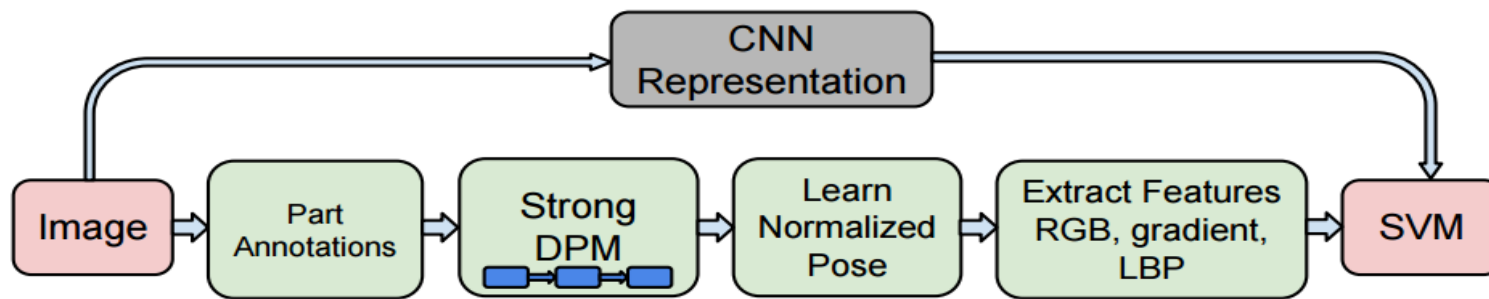 CNN
Representation
Image
Part
Annotations
Strong
DPM
Learn
Normalized
Pose
Extract Features
RGB, gradient,
LBP
SVM